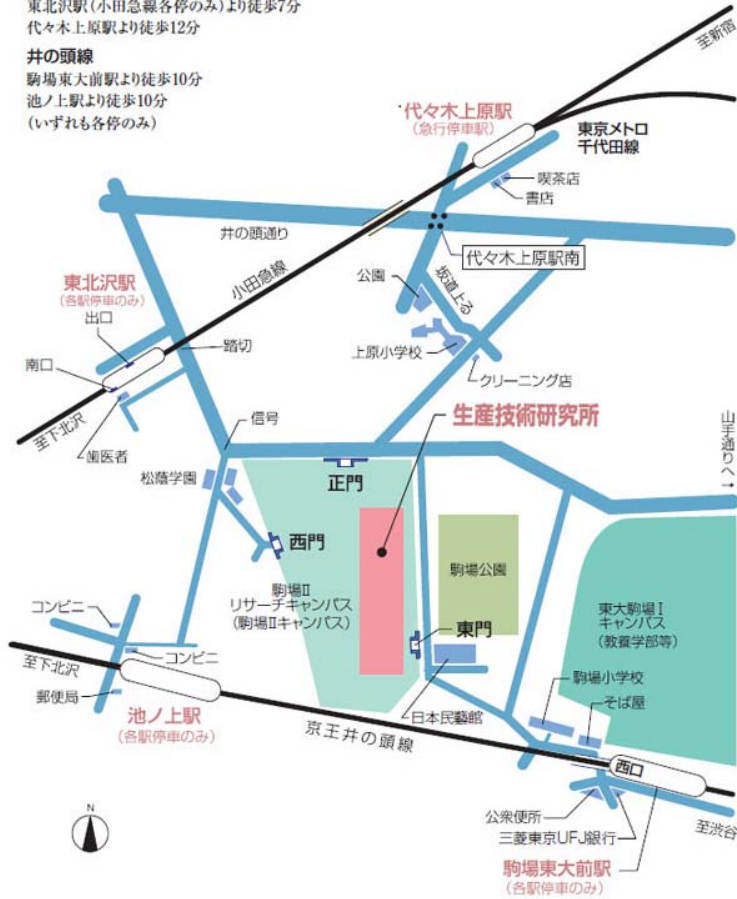 東北沢駅(小田急線各停のみ)より徒歩7分
代々木上原駅より徒歩12分
井の頭線
駒場東大前駅より徒歩10分
池ノ上駅より徒歩10分
(いずれも各停のみ)
至新宿
代々木上原駅
(急行停車駅)
東京メトロ
千代田線
喫茶店
書店
井の頭通り
代々木上原駅南
小田急線
東北沢駅
(各駅停車のみ)
公園
坂道上る
出口
踏切
上原小学校
南口
クリーニング店
至下北沢
歯医者
信号
生産技術研究所
山手通りへ→
松蔭学園
正門
西門
駒場公園
駒場Ⅱ
リサーチキャンパス
(駒場Ⅱキャンパス)
東大駒場Ⅰ
キャンパス
(教養学部等)
コンビニ
東門
至下北沢
コンビニ
駒場小学校
郵便局
そば屋
日本民藝館
池ノ上駅
(各駅停車のみ)
京王井の頭線
西口
N
公衆便所
至渋谷
三菱東京UFJ銀行
駒場東大前駅
(各駅停車のみ)